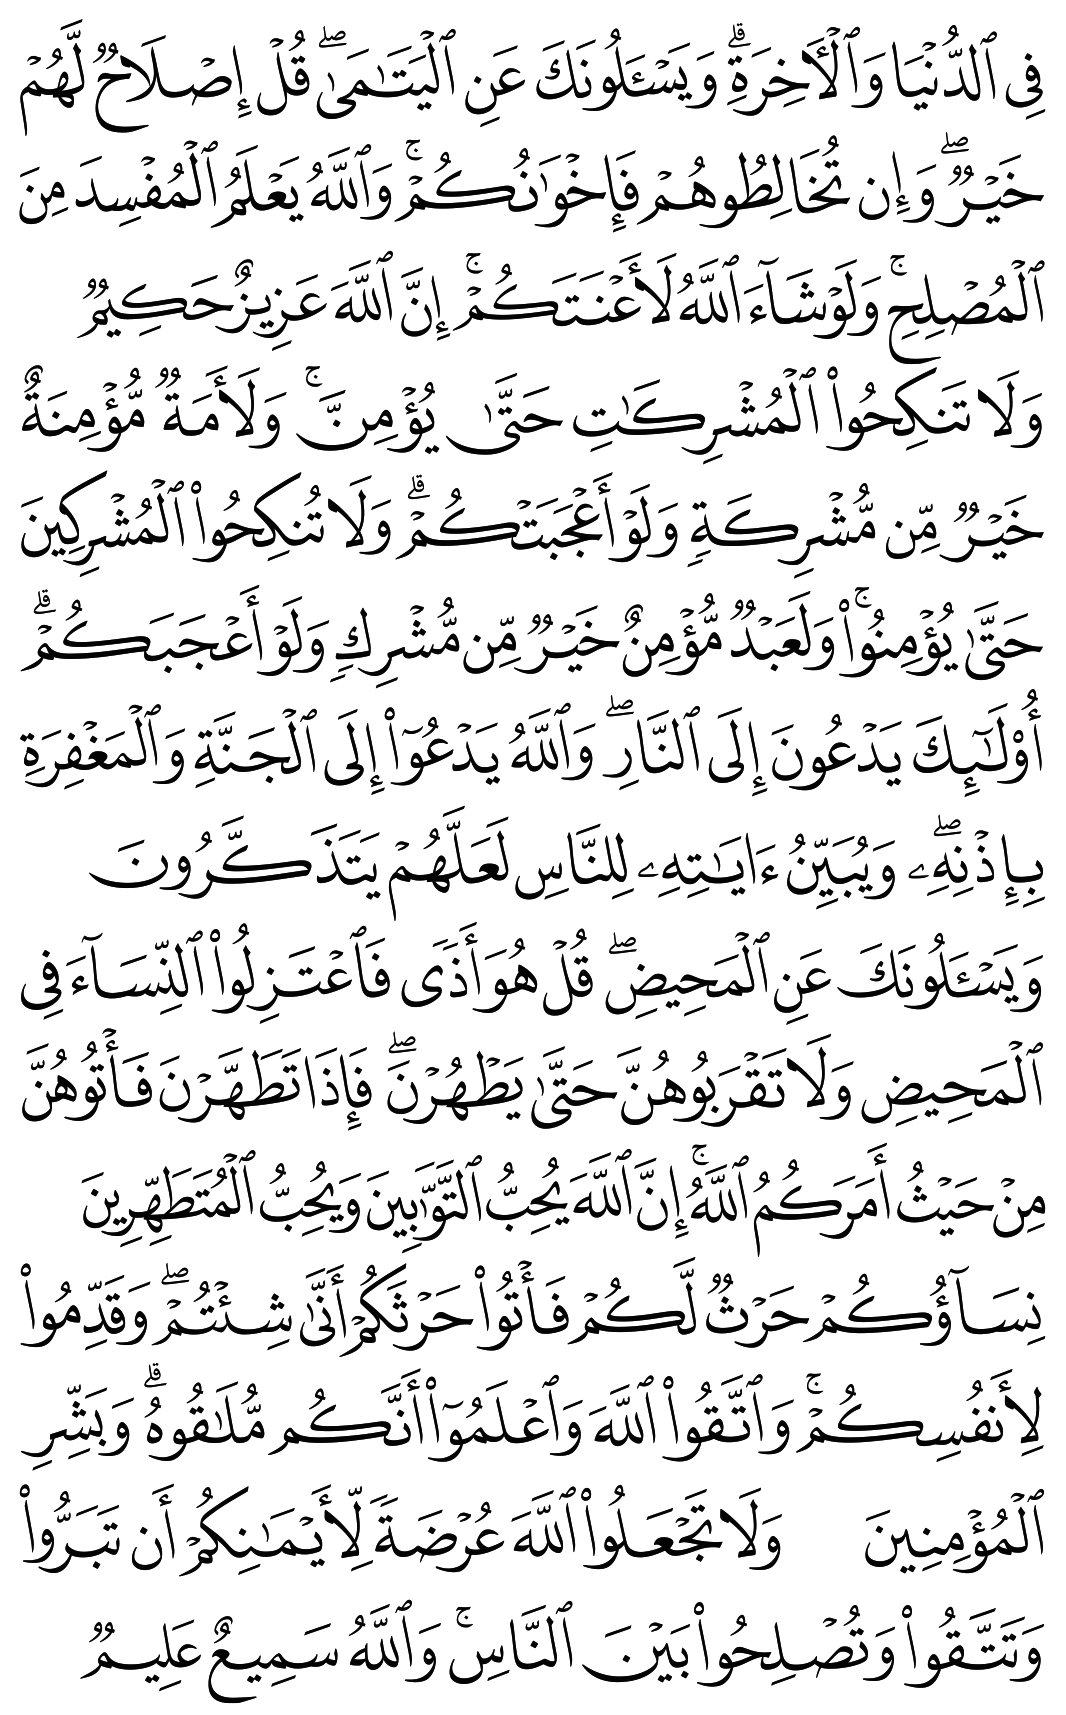 فِى ٱلدُّنْيَا وَٱلْأَخِرَةِ ۗ وَيَسْـَٔلُونَكَ عَنِ ٱلْيَتَـٰمَىٰ ۖ قُلْ إِصْلَاحٌ لَّهُمْ
خَيْرٌ ۖ وَإِن تُخَالِطُوهُمْ فَإِخْوَٰنُكُمْ ۚ وَٱللَّهُ يَعْلَمُ ٱلْمُفْسِدَ مِنَ
ٱلْمُصْلِحِ ۚ وَلَوْ شَآءَ ٱللَّهُ لَأَعْنَتَكُمْ ۚ إِنَّ ٱللَّهَ عَزِيزٌ حَكِيمٌ
وَلَا تَنكِحُوا۟ ٱلْمُشْرِكَـٰتِ حَتَّىٰ يُؤْمِنَّ ۚ وَلَأَمَةٌ مُّؤْمِنَةٌ
خَيْرٌ مِّن مُّشْرِكَةٍ وَلَوْ أَعْجَبَتْكُمْ ۗ وَلَا تُنكِحُوا۟ ٱلْمُشْرِكِينَ
حَتَّىٰ يُؤْمِنُوا۟ ۚ وَلَعَبْدٌ مُّؤْمِنٌ خَيْرٌ مِّن مُّشْرِكٍ وَلَوْ أَعْجَبَكُمْ ۗ
أُو۟لَـٰٓئِكَ يَدْعُونَ إِلَى ٱلنَّارِ ۖ وَٱللَّهُ يَدْعُوٓا۟ إِلَى ٱلْجَنَّةِ وَٱلْمَغْفِرَةِ
بِإِذْنِهِۦ ۖ وَيُبَيِّنُ ءَايَـٰتِهِۦ لِلنَّاسِ لَعَلَّهُمْ يَتَذَكَّرُونَ
وَيَسْـَٔلُونَكَ عَنِ ٱلْمَحِيضِ ۖ قُلْ هُوَ أَذًى فَٱعْتَزِلُوا۟ ٱلنِّسَآءَ فِى
ٱلْمَحِيضِ وَلَا تَقْرَبُوهُنَّ حَتَّىٰ يَطْهُرْنَ ۖ فَإِذَا تَطَهَّرْنَ فَأْتُوهُنَّ
مِنْ حَيْثُ أَمَرَكُمُ ٱللَّهُ ۚ إِنَّ ٱللَّهَ يُحِبُّ ٱلتَّوَّٰبِينَ وَيُحِبُّ ٱلْمُتَطَهِّرِينَ
نِسَآؤُكُمْ حَرْثٌ لَّكُمْ فَأْتُوا۟ حَرْثَكُمْ أَنَّىٰ شِئْتُمْ ۖ وَقَدِّمُوا۟
لِأَنفُسِكُمْ ۚ وَٱتَّقُوا۟ ٱللَّهَ وَٱعْلَمُوٓا۟ أَنَّكُم مُّلَـٰقُوهُ ۗ وَبَشِّرِ
ٱلْمُؤْمِنِينَ وَلَا تَجْعَلُوا۟ ٱللَّهَ عُرْضَةً لِّأَيْمَـٰنِكُمْ أَن تَبَرُّوا۟
وَتَتَّقُوا۟ وَتُصْلِحُوا۟ بَيْنَ ٱلنَّاسِ ۚ وَٱللَّهُ سَمِيعٌ عَلِيمٌ